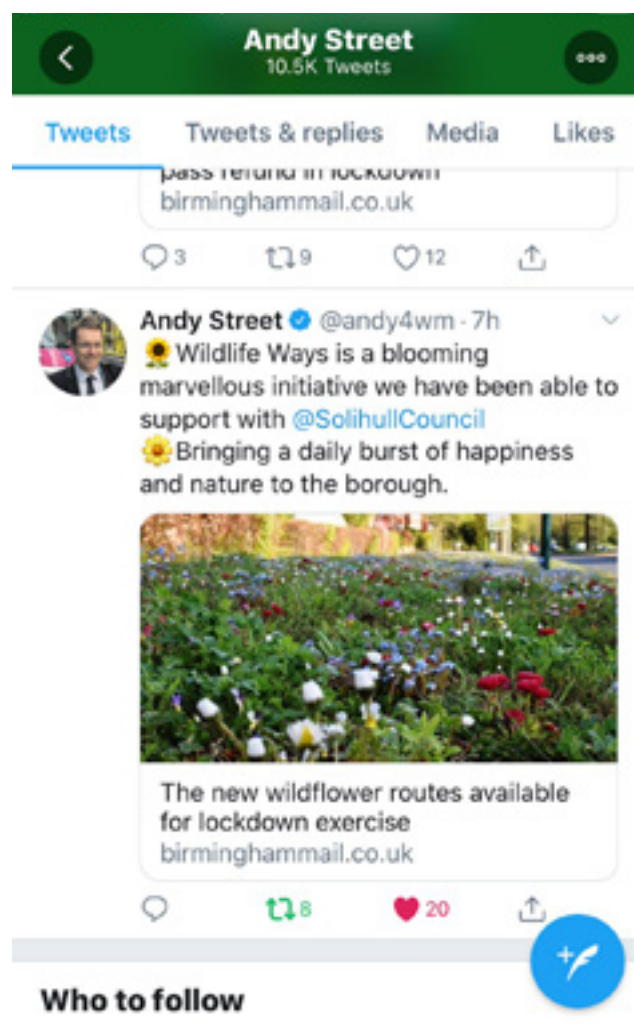 Andy Street
10.5K Tweets
Tweets Tweets & replies Media Likes
pass refund in lockdown
birminghammail.co.uk
3 9 12
Andy Street @andy4wm · 7h
🌻Wildlife Ways is a blooming
marvellous initiative we have been able to
support with @SolihullCouncil
🌼Bringing a daily burst of happiness
and nature to the borough.
The new wildflower routes available
for lockdown exercise
birminghammail.co.uk
8 20
Who to follow